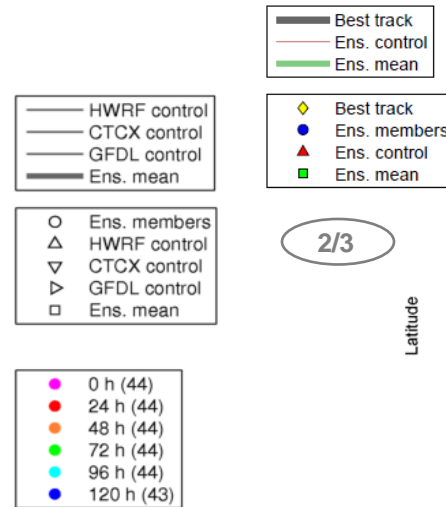 Best track
Ens. control
Ens. mean
HWRF control
CTCX control
GFDL control
Ens. mean
Best track
Ens. members
Ens. control
Ens. mean
Ens. members
HWRF control
CTCX control
GFDL control
Ens. mean
2/3
Latitude
0 h (44)
24 h (44)
48 h (44)
72 h (44)
96 h (44)
120 h (43)